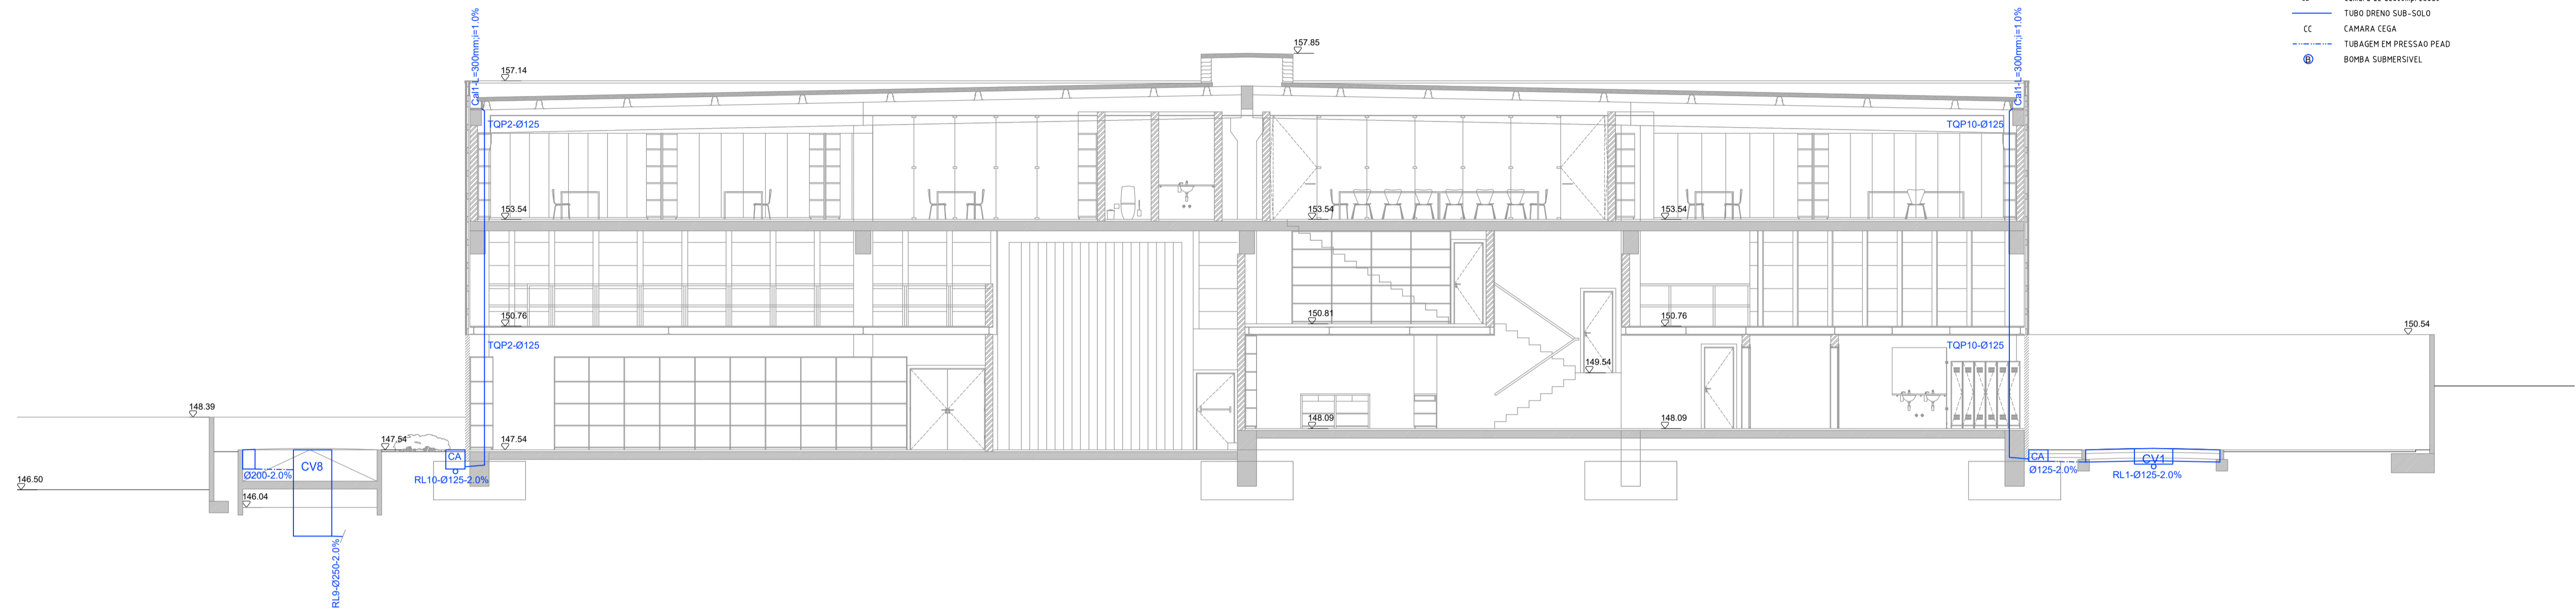 TUBO DRENO SUB-SOLO
CC CAMARA CEGA
TUBAGEM EM PRESSAO PEAD
B BOMBA SUBMERSIVEL
Cal1-L=300mm;i=1.0%
Cal1-L=300mm;i=1.0%
157.85
157.14
TQP2-Ø125
TQP10-Ø125
153.54
153.54
153.54
150.76
150.81
150.76
150.54
TQP2-Ø125
TQP10-Ø125
149.54
148.39
148.09
148.09
147.54
147.54
CA
CV8
Ø200-2.0%
RL10-Ø125-2.0%
CA
CV1
Ø125-2.0%
RL1-Ø125-2.0%
146.50
146.04
RL9-Ø250-2.0%